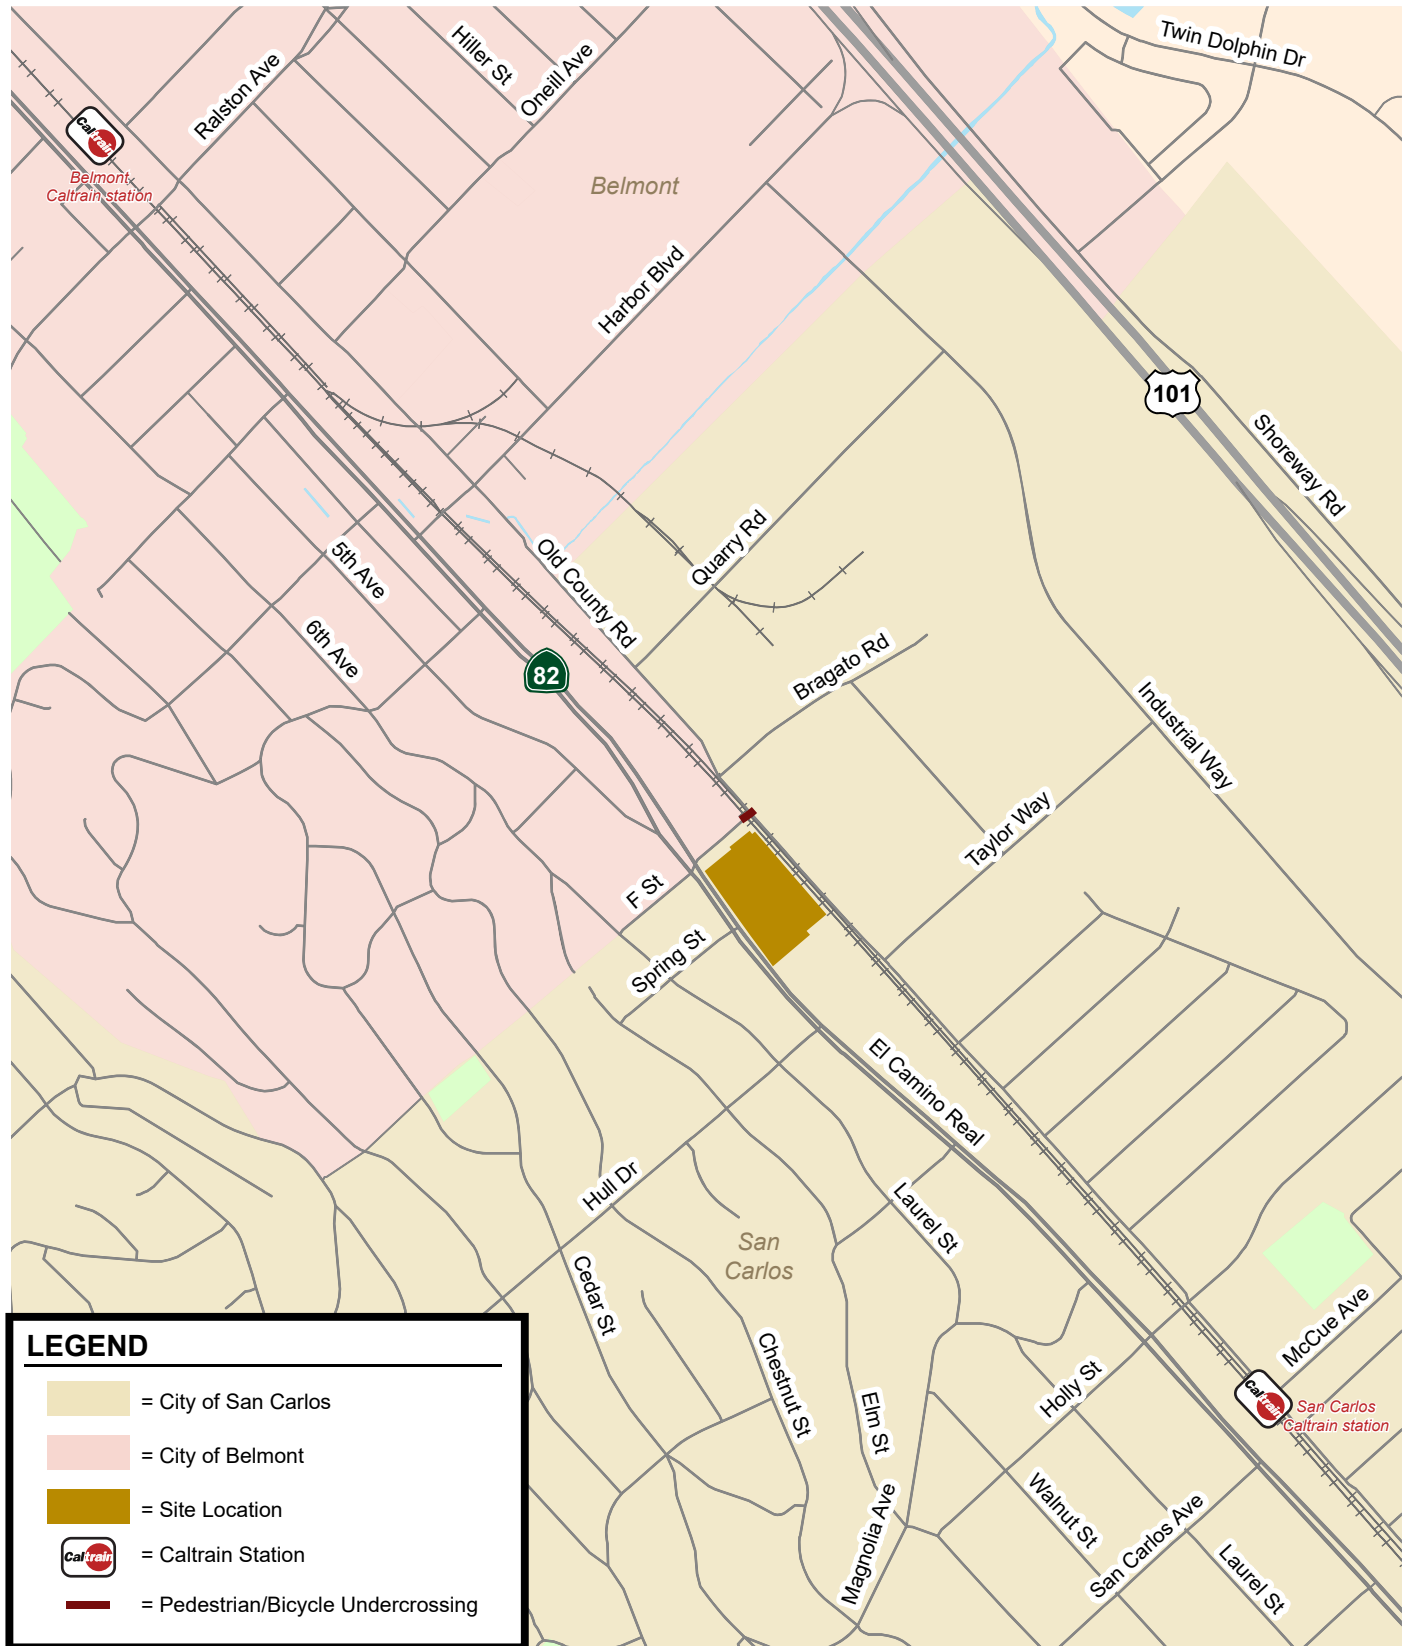 Twin Dolphin Dr
Hiller St
Oneill Ave
Ralston Ave
Caltrain
Belmont
Caltrain station
Belmont
Harbor Blvd
101
Shoreway Rd
Quarry Rd
Old County Rd
5th Ave
6th Ave
82
Bragato Rd
Industrial Way
Taylor Way
F St
Spring St
El Camino Real
Hull Dr
Laurel St
San
Carlos
Cedar St
Chestnut St
Elm St
McCue Ave
Holly St
Caltrain
San Carlos
Caltrain station
Walnut St
Magnolia Ave
San Carlos Ave
Laurel St
LEGEND
= City of San Carlos
= City of Belmont
= Site Location
Caltrain = Caltrain Station
= Pedestrian/Bicycle Undercrossing